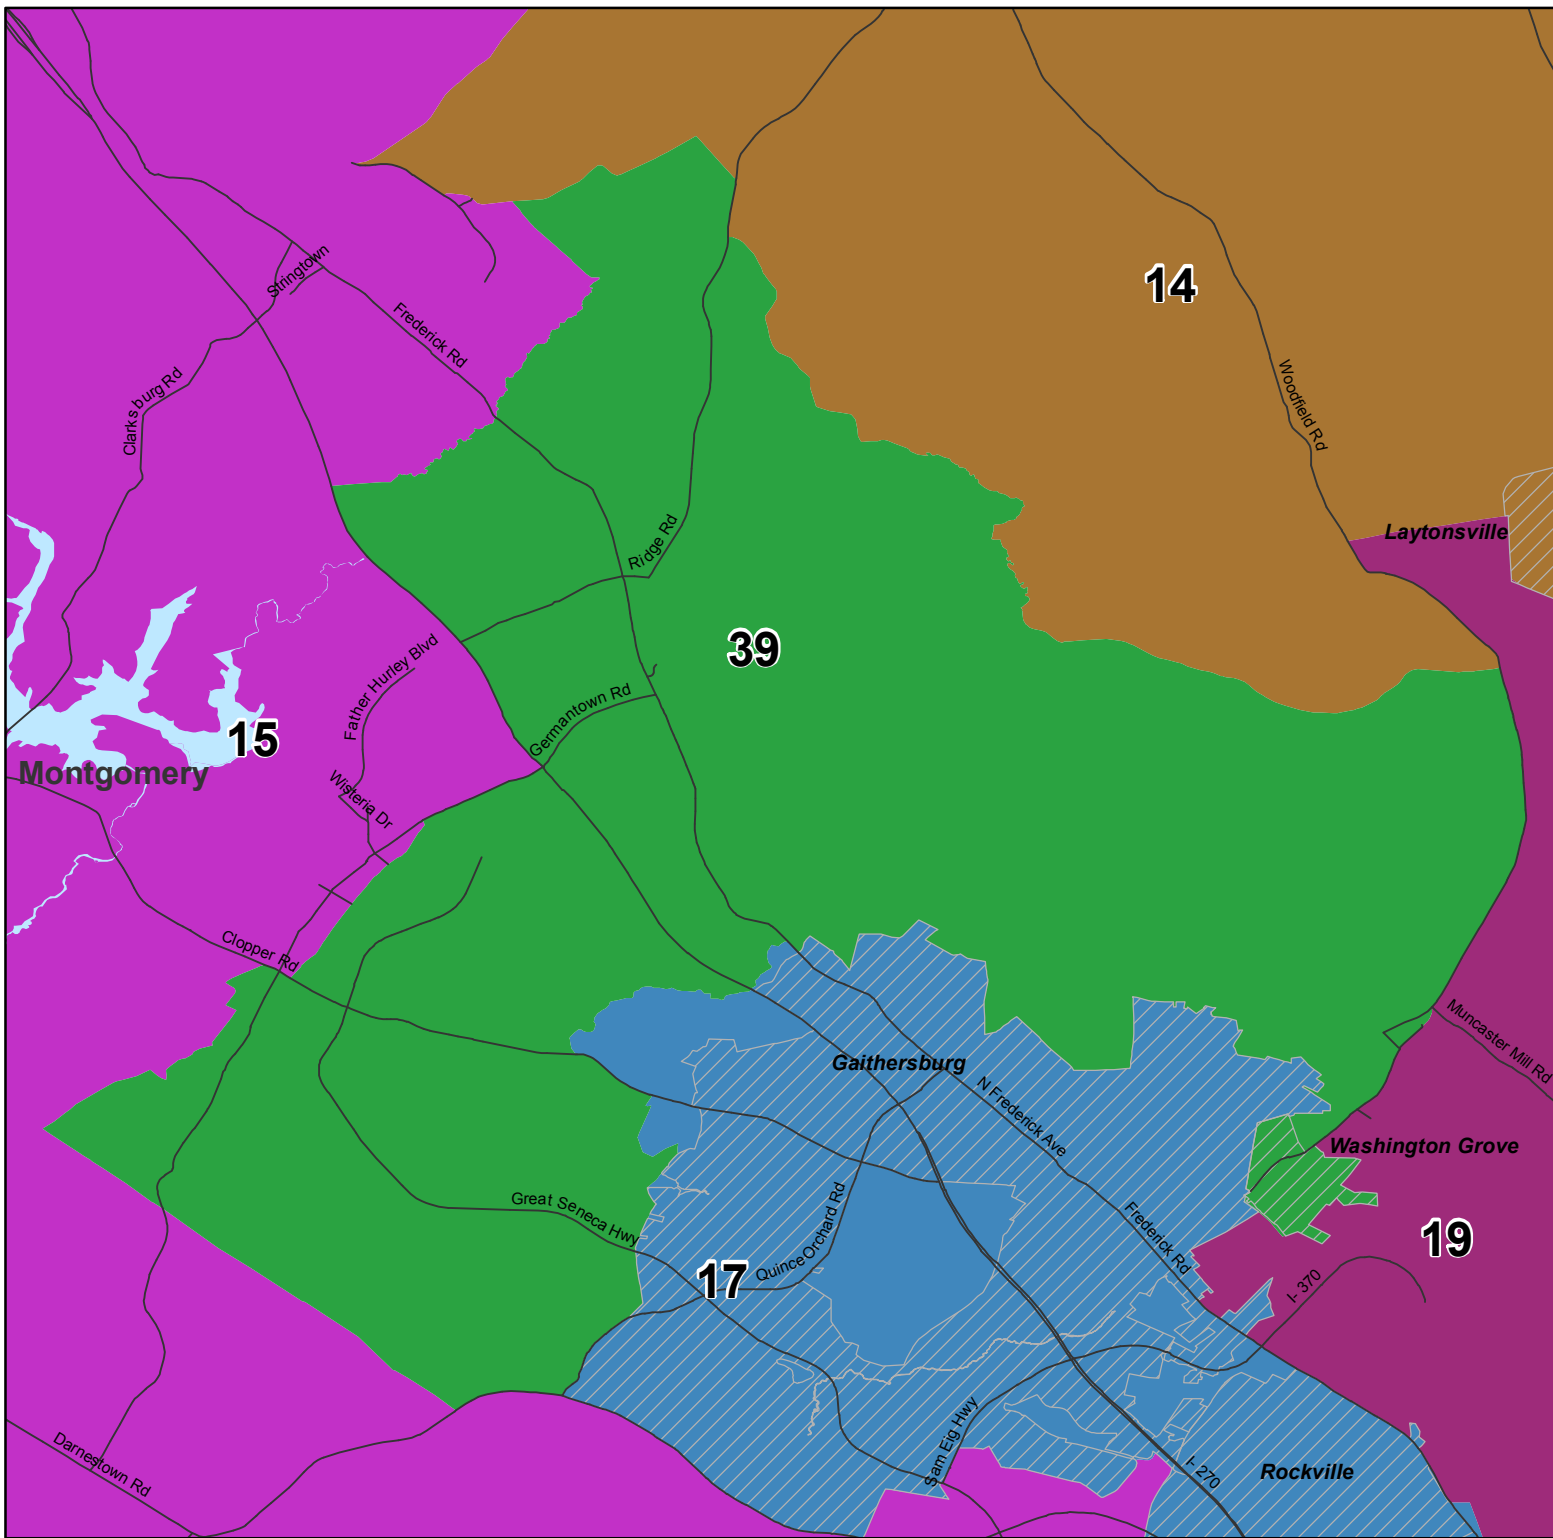 14
Stringtown
Frederick Rd
Clarksburg Rd
Woodfield Rd
Laytonsville
Ridge Rd
39
Father Hurley Blvd
Germantown Rd
15
Montgomery
Wisteria Dr
Clopper Rd
Muncaster Mill Rd
Gaithersburg
N Frederick Ave
Washington Grove
Great Seneca Hwy
Quince Orchard Rd
Frederick Rd
19
17
I- 370
Sam Eig Hwy
Darnestown Rd
I- 270
Rockville